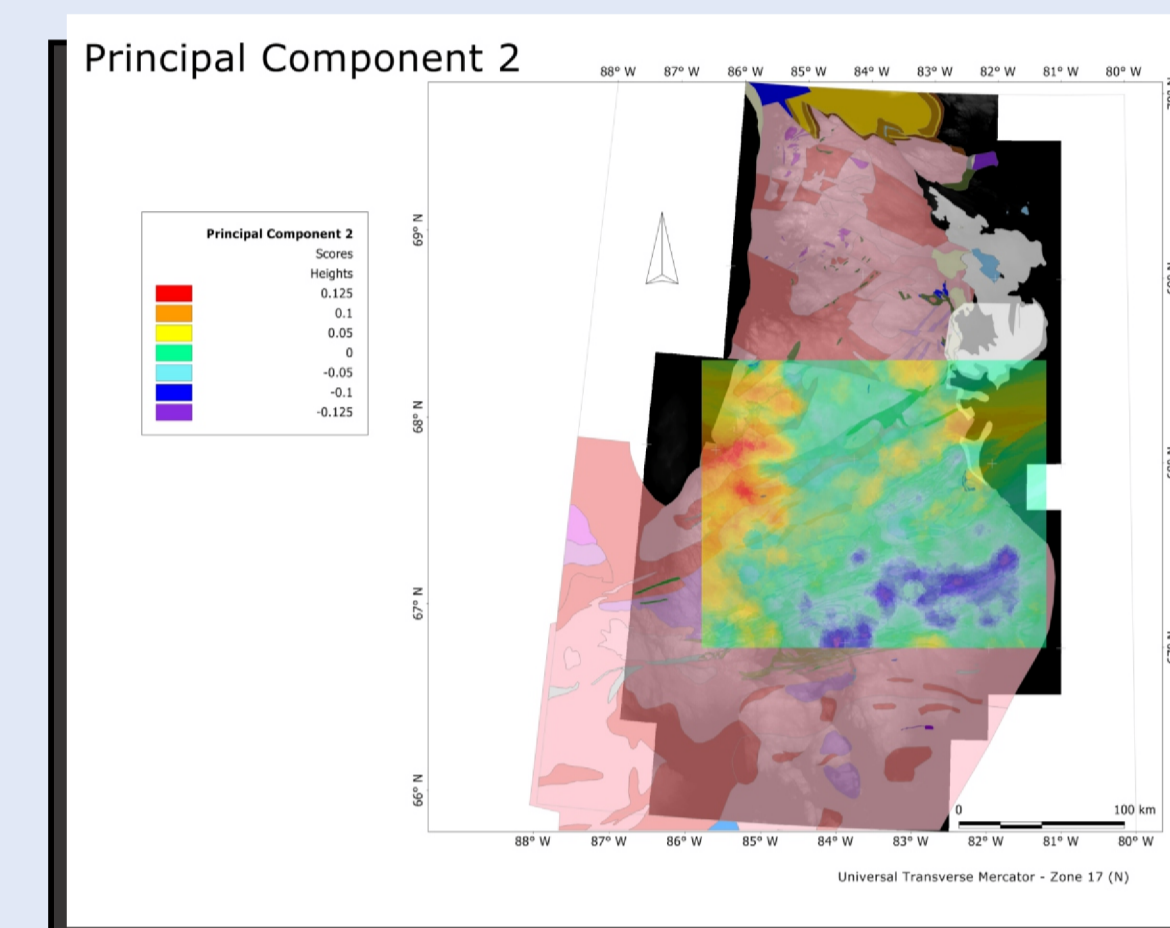 Principal Component 2
88° W 87° W 86° W 85° W 84° W 83° W 82° W 81° W 80° W
Principal Component 2
Scores
Heights
0.125
0.1
0.05
0
-0.05
-0.1
-0.125
69° N
68° N
67° N
66° N
0 100 km
88° W 87° W 86° W 85° W 84° W 83° W 82° W 81° W 80° W
Universal Transverse Mercator - Zone 17 (N)